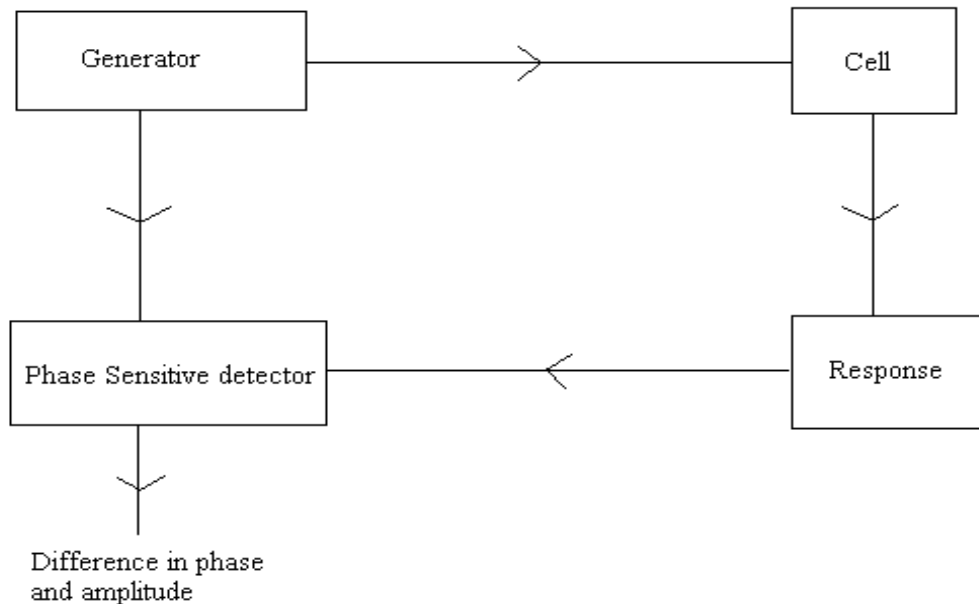 Generator
Cell
Phase Sensitive detector
Response
Difference in phase
and amplitude